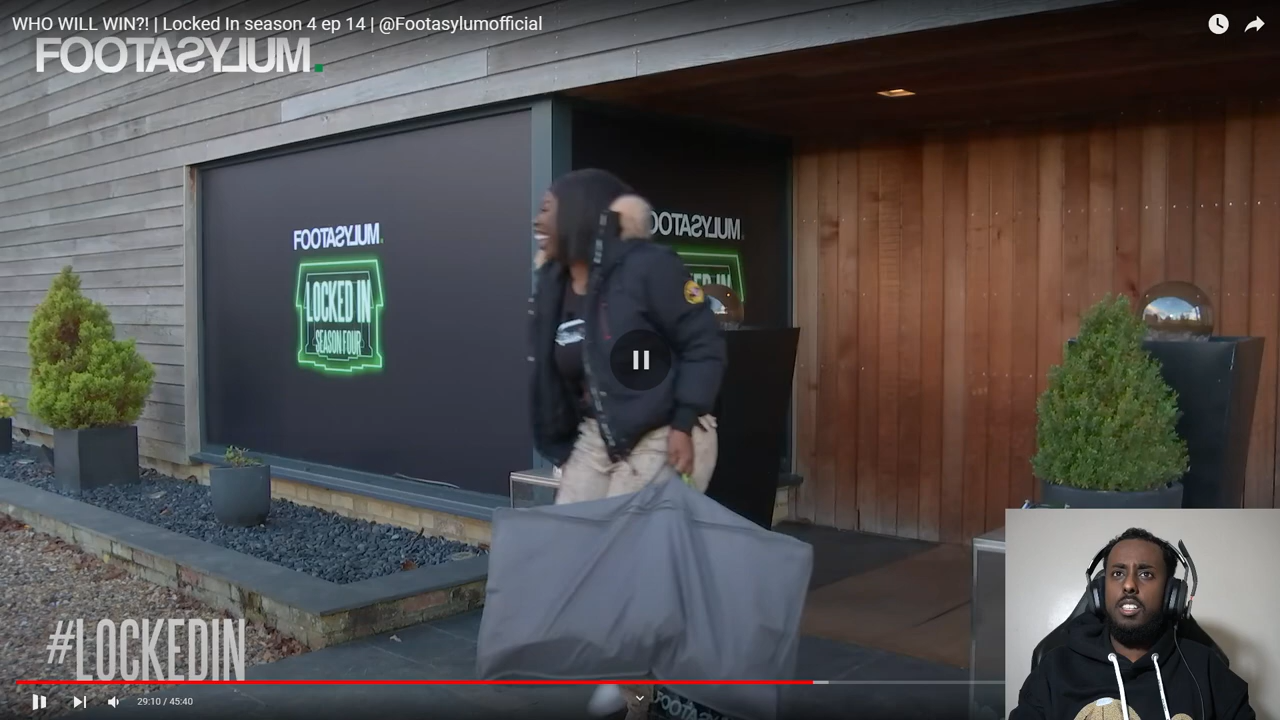 WHO WILL WIN?! | Locked In season 4 ep 14 | @Footasylumofficial
FOOTASYLUM.
FOOTASYLUM.
LOCKED IN
SEASON FOUR
OOTASYLUM.
#LOCKEDIN
29:10 / 45:40